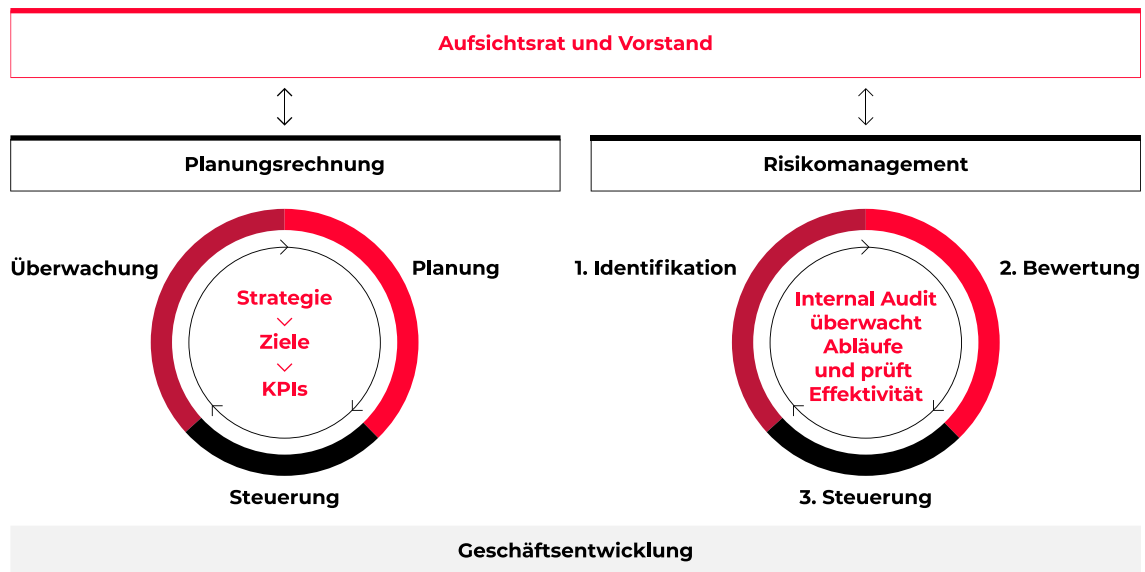 Aufsichtsrat und Vorstand
Planungsrechnung
Überwachung
Planung
Strategie
Ziele
KPIs
Steuerung
Risikomanagement
1. Identifikation
2. Bewertung
Internal Audit
überwacht
Abläufe
und prüft
Effektivität
3. Steuerung
Geschäftsentwicklung